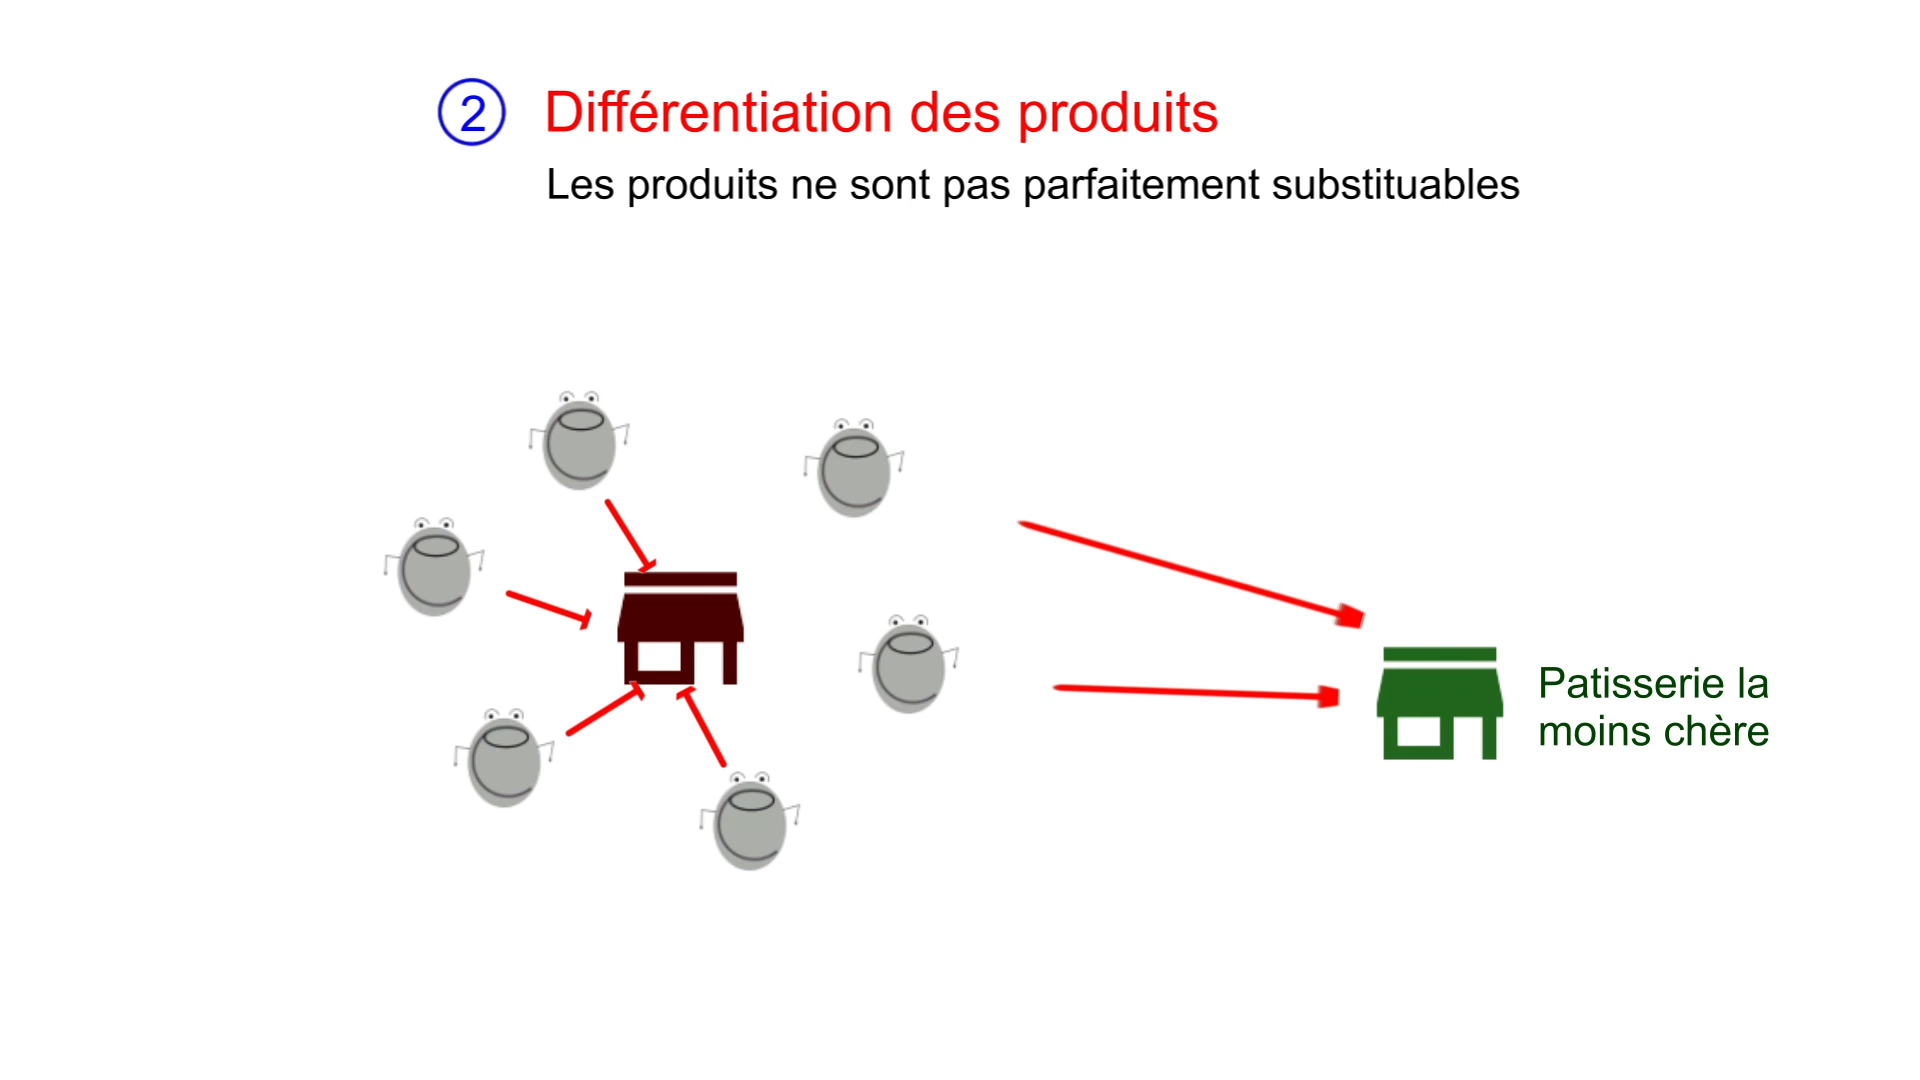 2 Différentiation des produits
Les produits ne sont pas parfaitement substituables
Patisserie la
moins chère